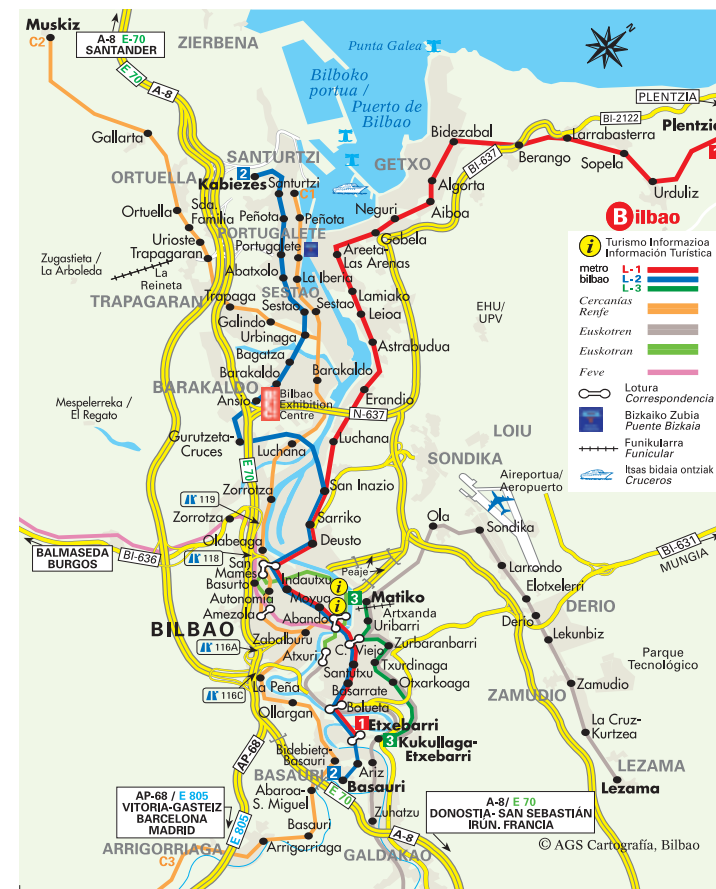 Muskiz
C2
A-8 E-70
SANTANDER
ZIERBENA
Punta Galea
Bilboko
portua /
Puerto de
Bilbao
E 70
A-8
PLENTZIA
BI-2122
Plentzia
Gallarta
Bidezabal
Larrabasterra
SANTURTZI
GETXO
BI-637
Berango
Sopela
ORTUELLA
2
Kabiezes
Santurtzi
C1
Algorta
Urduliz
Ortuella
Sda.
Familia
Peñota
Peñota
Neguri
Aiboa
Bilbao
Urioste
PORTUGALETE
Gobela
Zugastieta /
La Arboleda
Trapagaran
Portugalete
Areeta-
Las Arenas
La
Reineta
Abatxolo
La Iberia
TRAPAGARAN
Trapaga
SESTAO
Sestao
Sestao
Lamiako
Leioa
EHU/
UPV
Galindo
Urbinaga
Astrabudua
Bagatza
BARAKALDO
Barakaldo
Barakaldo
Ansio
Bilbao
Exhibition
Centre
Erandio
N-637
Mespelerreka /
El Regato
Gurutzeta-
Cruces
Luchana
Luchana
LOIU
SONDIKA
E 70
Aireportua/
Aeropuerto
i
Turismo Informazioa
Información Turística
metro
bilbao
L-1
L-2
L-3
Cercanías
Renfe
Euskotren
Euskotran
Feve
Lotura
Correspondencia
Bizkaiko Zubia
Puente Bizkaia
Funikularra
Funicular
Itsas bidaia ontziak
Cruceros
119
Zorrotza
San Inazio
Zorrotza
Sarriko
Ola
Sondika
Olabeaga
Deusto
BALMASEDA
BURGOS
BI-636
118
San
Mames
Peaje
BI-631
MUNGIA
Larrondo
Basurto
Indautxu
i
i
3
Matiko
Elotxelerri
Autonomia
Moyua
Artxanda
DERIO
Amezola
Abando
Uribarri
Derio
BILBAO
Zabalburu
C. Viejo
Zurbaranbarri
Lekunbiz
116A
Atxuri
Txurdinaga
Parque
Tecnológico
Santutxu
Otxarkoaga
116C
La Peña
Basarrate
ZAMUDIO
Zamudio
Ollargan
Bolueta
1
Etxebarri
La Cruz-
Kurtzea
AP-68
3
Kukullaga-
Etxebarri
Bidebieta-
Basauri
LEZAMA
BASAURI
2
Ariz
Basauri
Lezama
AP-68 / E 805
VITORIA-GASTEIZ
BARCELONA
MADRID
E 805
Abaroa-
S. Miguel
E 70
Zuhatzu
A-8/ E 70
DONOSTIA- SAN SEBASTIÁN
IRÚN. FRANCIA
Basauri
A-8
ARRIGORRIAGA
C3
Arrigorriaga
GALDAKAO
© AGS Cartografía, Bilbao